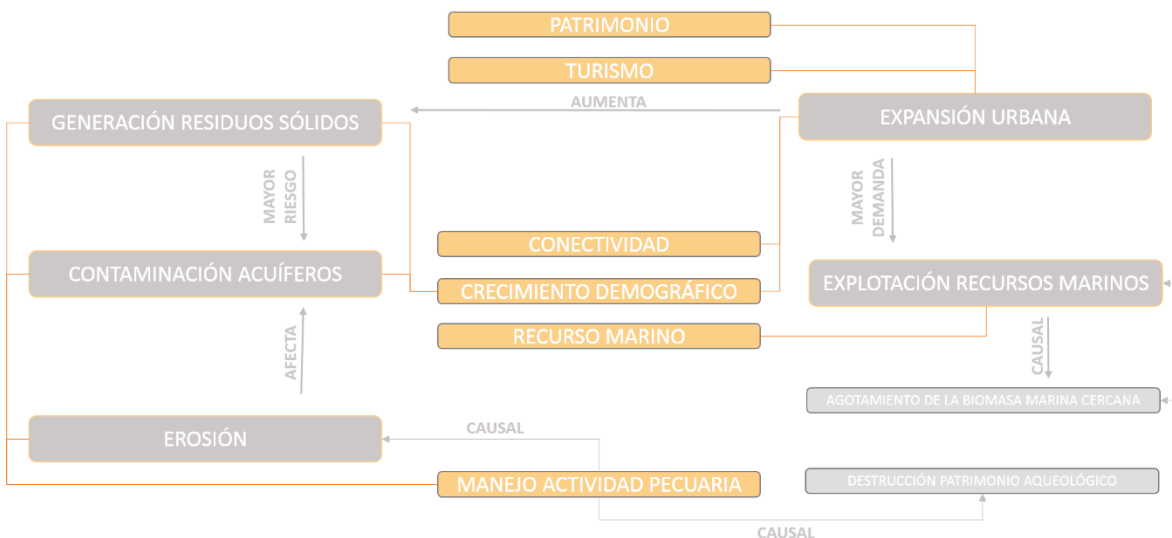 PATRIMONIO
TURISMO
AUMENTA
GENERACIÓN RESIDUOS SÓLIDOS
EXPANSIÓN URBANA
MAYOR
RIESGO
MAYOR
DEMANDA
CONECTIVIDAD
CONTAMINACIÓN ACUÍFEROS
EXPLOTACIÓN RECURSOS MARINOS
CRECIMIENTO DEMOGRÁFICO
RECURSO MARINO
AFECTA
CAUSAL
AGOTAMIENTO DE LA BIOMASA MARINA CERCANA
EROSIÓN
CAUSAL
MANEJO ACTIVIDAD PECUARIA
DESTRUCCIÓN PATRIMONIO AQUEOLÓGICO
CAUSAL